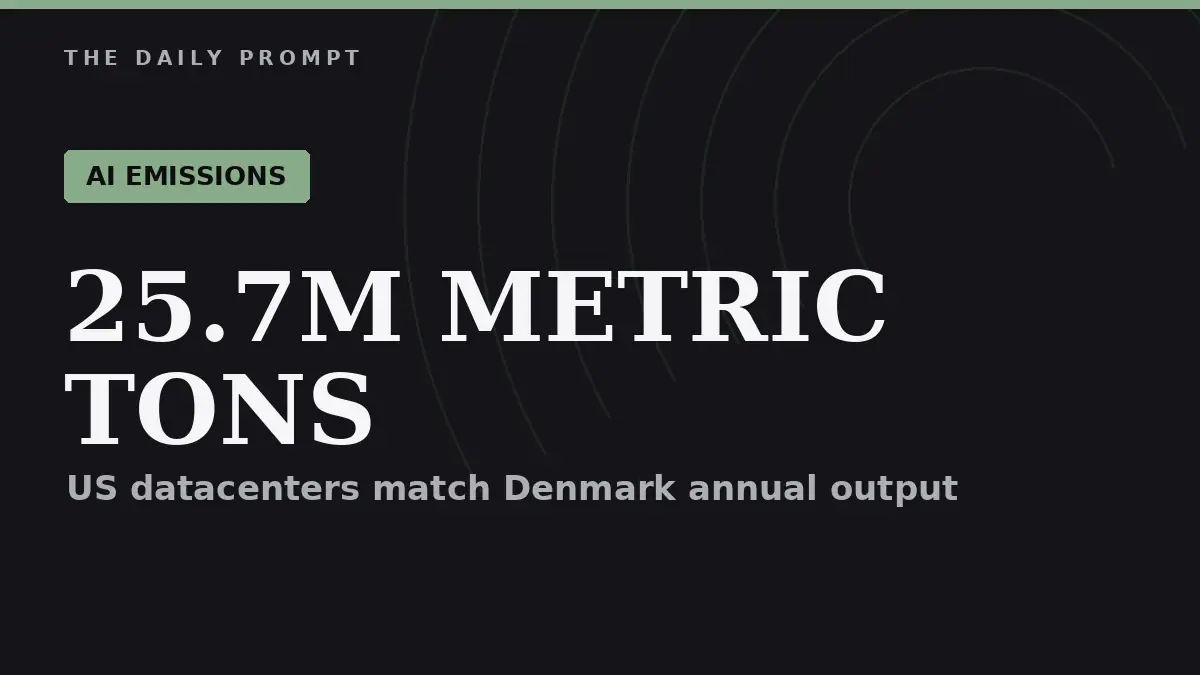 THE DAILY PROMPT
AI EMISSIONS
25.7M METRIC
TONS
US datacenters match Denmark annual output